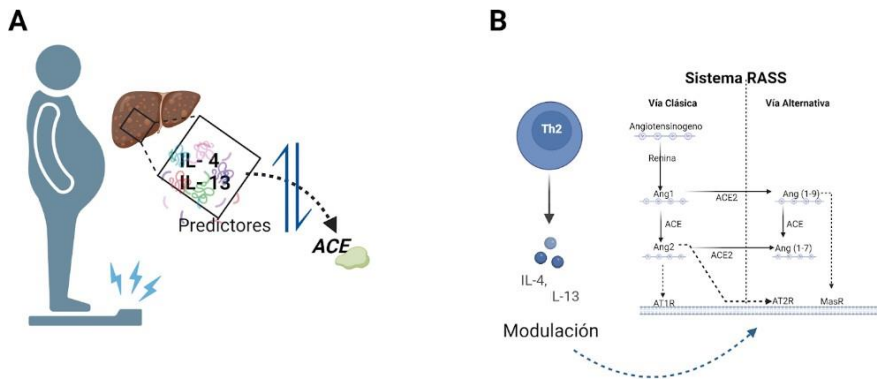 A
IL- 4
IL- 13
Predictores
ACE
B
Th2
IL-4,
L-13
Modulación
Sistema RASS
Vía Clásica
Vía Alternativa
Angiotensinogeno
Renina
Ang1
ACE2
Ang (1-9)
ACE
ACE
Ang2
ACE2
Ang (1-7)
AT1R
AT2R
MasR